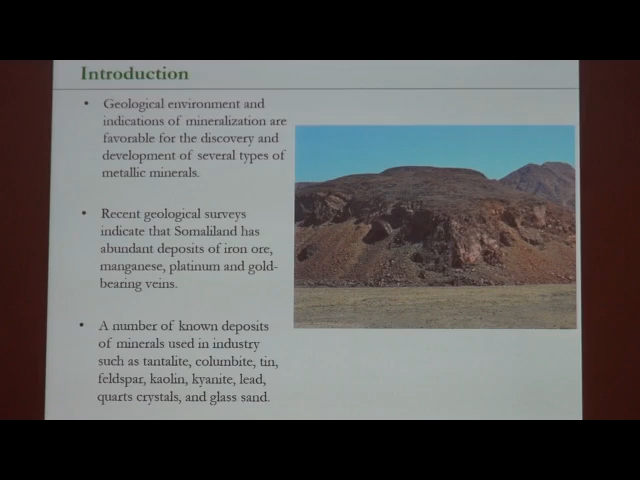 Introduction
• Geological environment and
indications of mineralization are
favorable for the discovery and
development of several types of
metallic minerals.
• Recent geological surveys
indicate that Somaliland has
abundant deposits of iron ore,
manganese, platinum and gold-
bearing veins.
• A number of known deposits
of minerals used in industry
such as tantalite, columbite, tin,
feldspar, kaolin, kyanite, lead,
quarts crystals, and glass sand.